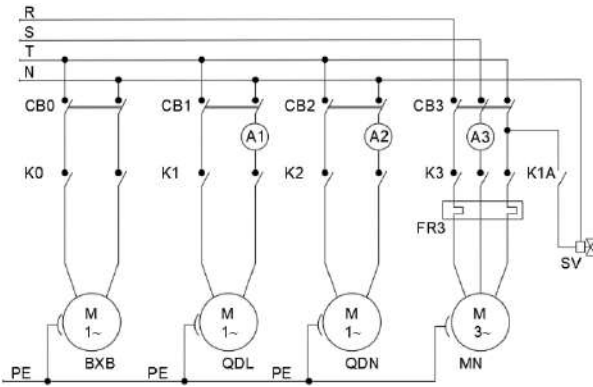 R
S
T
N
CB0 CB1 CB2 CB3
A1 A2 A3
K0 K1 K2 K3 K1A
FR3
SV
M 1~ M 1~ M 1~ M 3~
BXB QDL QDN MN
PE PE PE